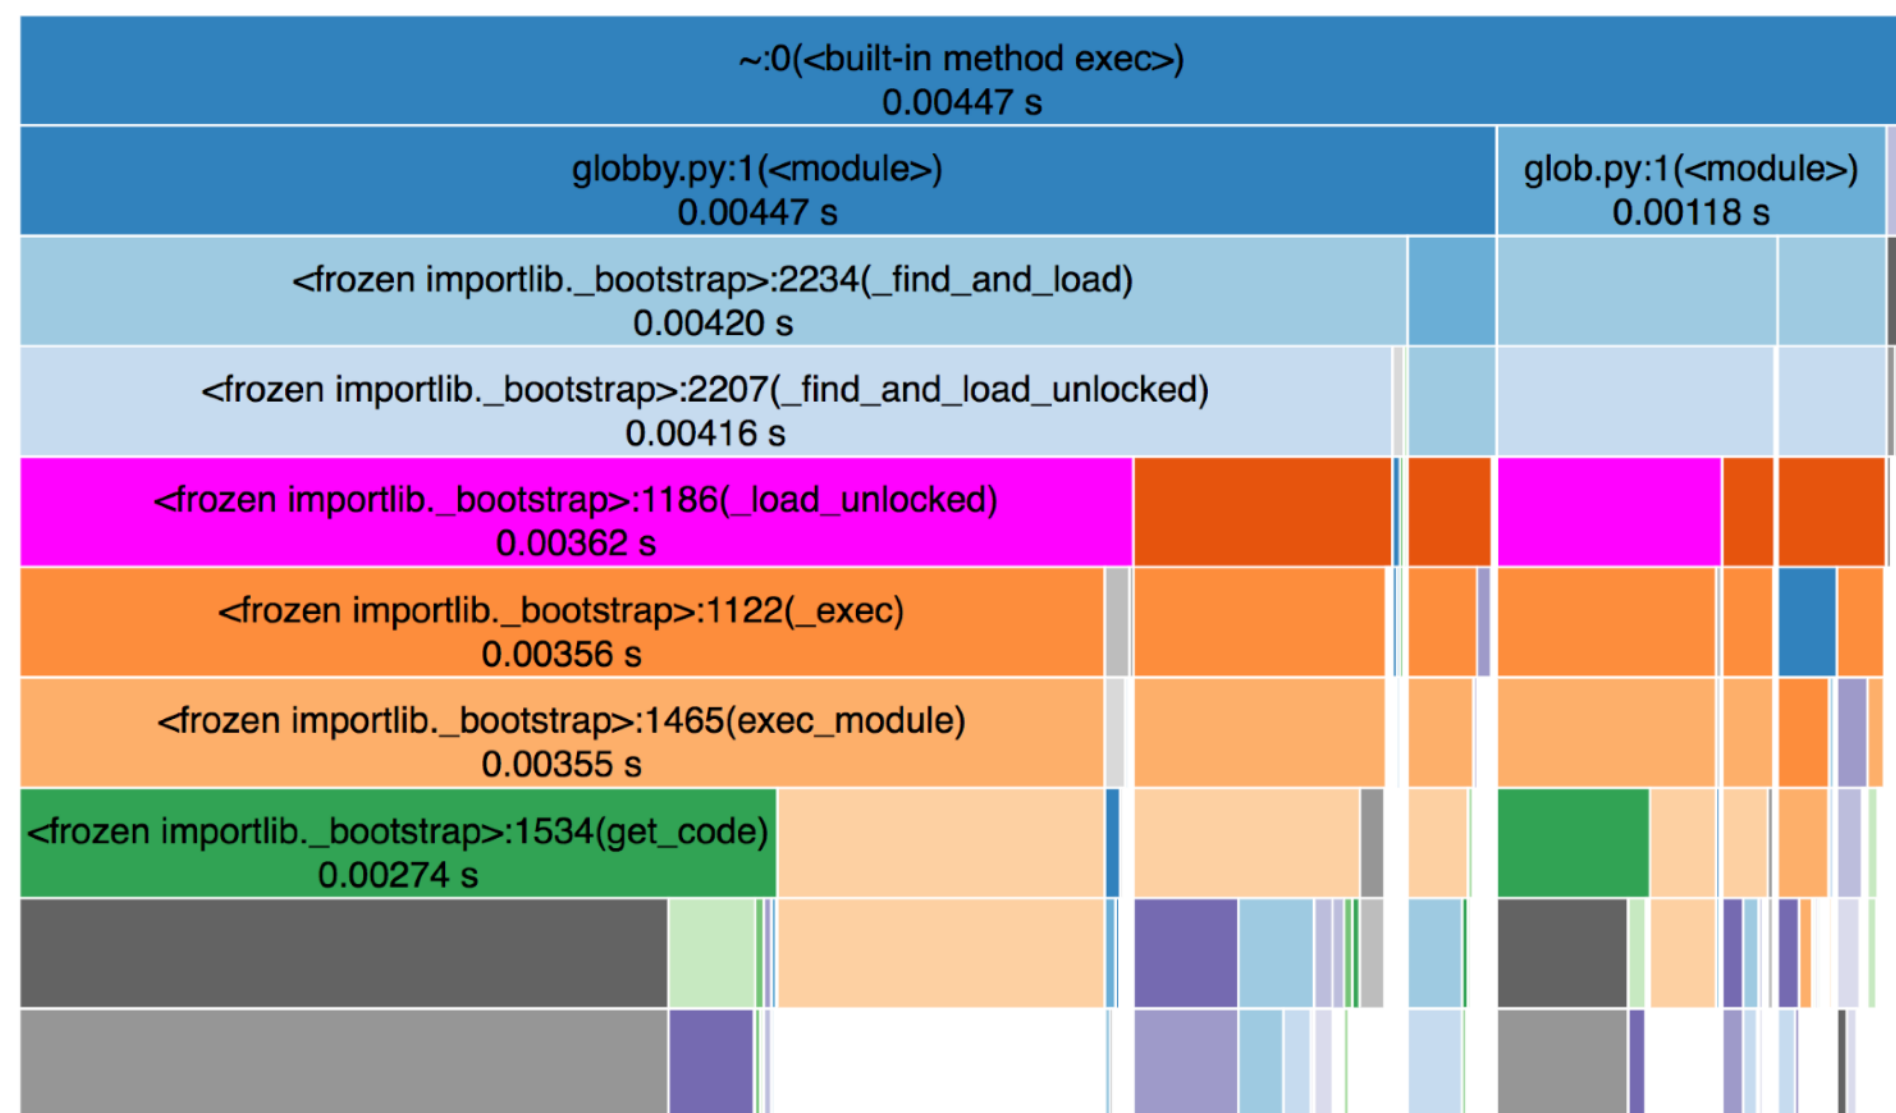 ~:0(<built-in method exec>)
0.00447 s
globby.py:1(<module>)
0.00447 s
glob.py:1(<module>)
0.00118 s
<frozen importlib._bootstrap>:2234(_find_and_load)
0.00420 s
<frozen importlib._bootstrap>:2207(_find_and_load_unlocked)
0.00416 s
<frozen importlib._bootstrap>:1186(_load_unlocked)
0.00362 s
<frozen importlib._bootstrap>:1122(_exec)
0.00356 s
<frozen importlib._bootstrap>:1465(exec_module)
0.00355 s
<frozen importlib._bootstrap>:1534(get_code)
0.00274 s